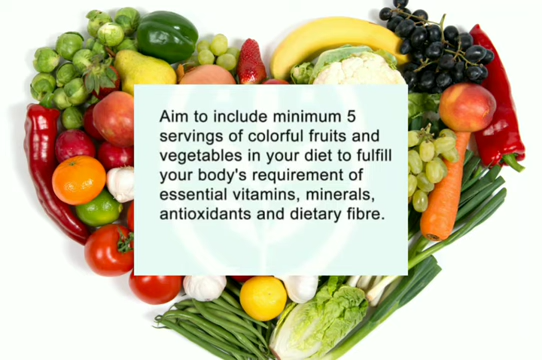 Aim to include minimum 5
servings of colorful fruits and
vegetables in your diet to fulfill
your body's requirement of
essential vitamins, minerals,
antioxidants and dietary fibre.